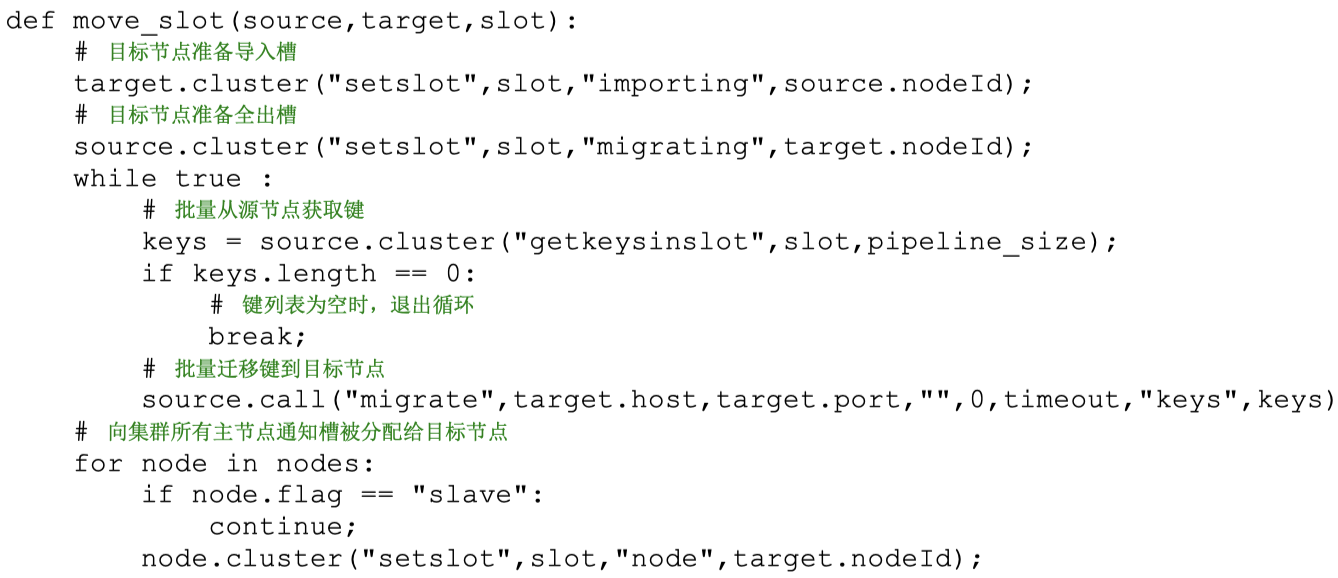 def move_slot(source,target,slot):
    # 目标节点准备导入槽
    target.cluster("setslot",slot,"importing",source.nodeId);
    # 目标节点准备全出槽
    source.cluster("setslot",slot,"migrating",target.nodeId);
    while true :
        # 批量从源节点获取键
        keys = source.cluster("getkeysinslot",slot,pipeline_size);
        if keys.length == 0:
            # 键列表为空时，退出循环
            break;
        # 批量迁移键到目标节点
        source.call("migrate",target.host,target.port,"",0,timeout,"keys",keys)
    # 向集群所有主节点通知槽被分配给目标节点
    for node in nodes:
        if node.flag == "slave":
            continue;
        node.cluster("setslot",slot,"node",target.nodeId);